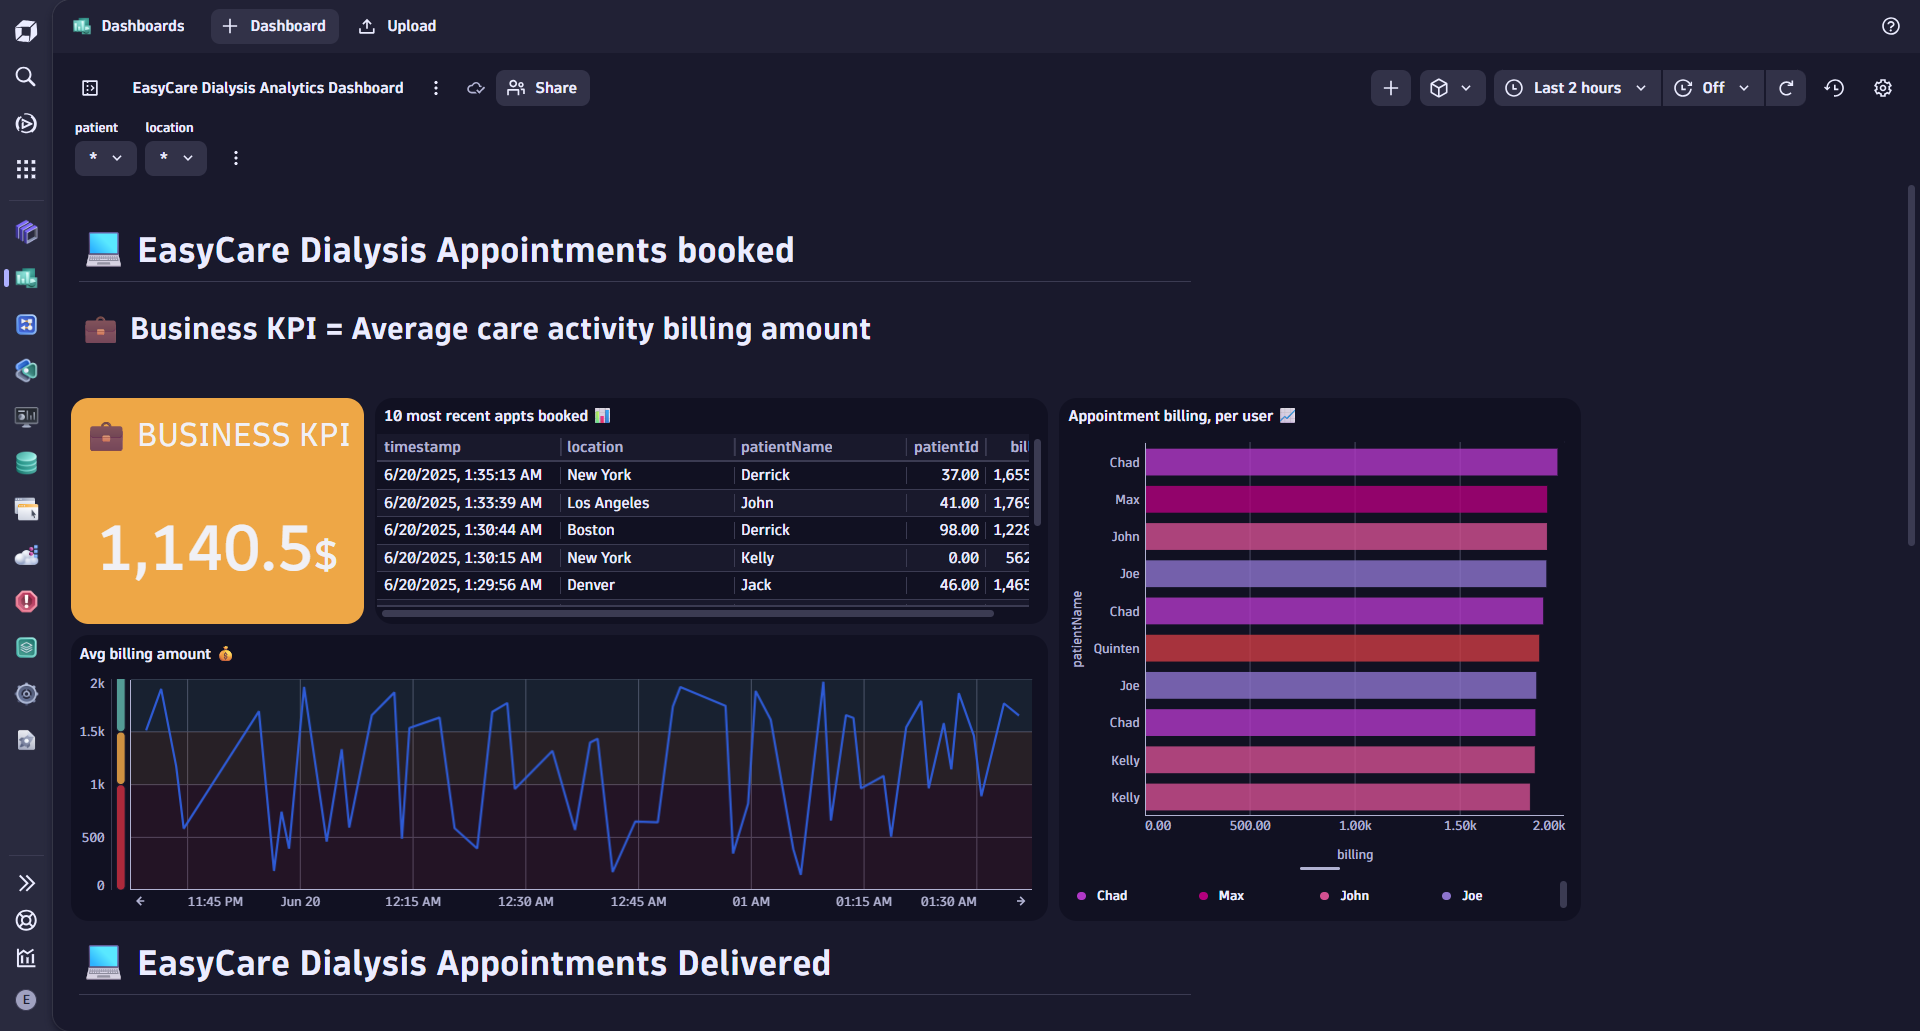 Dashboards
Dashboard
Upload
EasyCare Dialysis Analytics Dashboard
Share
Last 2 hours
Off
patient
location
*
*
EasyCare Dialysis Appointments booked
Business KPI = Average care activity billing amount
BUSINESS KPI
1,140.5$
10 most recent appts booked
timestamp location patientName patientId bil
6/20/2025, 1:35:13 AM New York Derrick 37.00 1,655
6/20/2025, 1:33:39 AM Los Angeles John 41.00 1,769
6/20/2025, 1:30:44 AM Boston Derrick 98.00 1,228
6/20/2025, 1:30:15 AM New York Kelly 0.00 562
6/20/2025, 1:29:56 AM Denver Jack 46.00 1,465
Appointment billing, per user
patientName
Chad
Max
John
Joe
Chad
Quinten
Joe
Chad
Kelly
Kelly
0.00 500.00 1.00k 1.50k 2.00k
billing
Chad Max John Joe
Avg billing amount
2k
1.5k
1k
500
0
11:45 PM Jun 20 12:15 AM 12:30 AM 12:45 AM 01 AM 01:15 AM 01:30 AM
EasyCare Dialysis Appointments Delivered
E